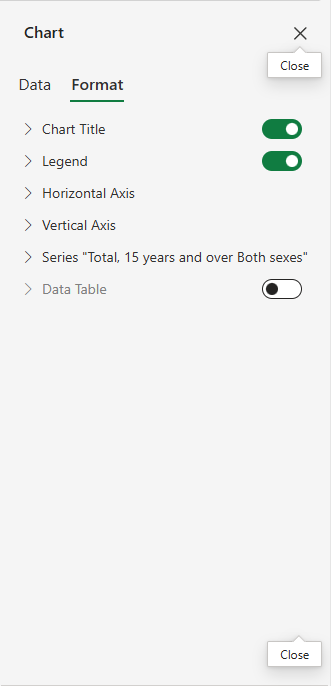 Chart
Close
Data Format
Chart Title
Legend
Horizontal Axis
Vertical Axis
Series "Total, 15 years and over Both sexes"
Data Table
Close